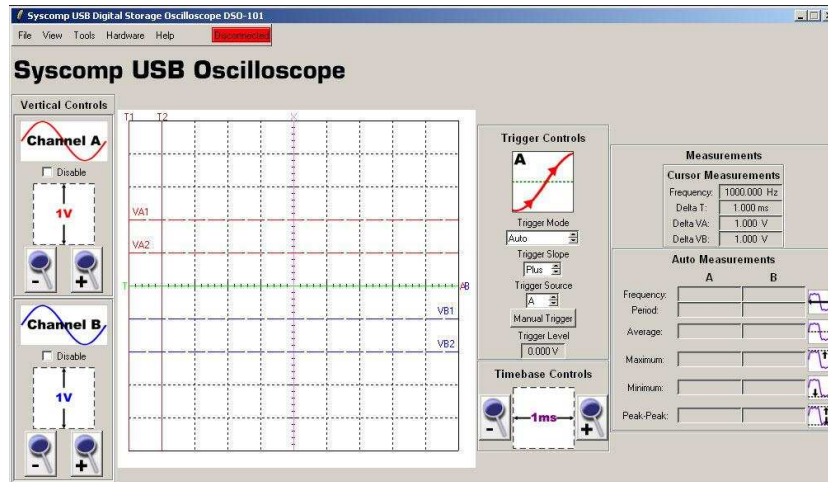 Syscomp USB Digital Storage Oscilloscope DSO-101
File View Tools Hardware Help Disconnected
Syscomp USB Oscilloscope
Vertical Controls
Channel A
Disable
1V
- +
Channel B
Disable
1V
- +
T1 T2 X
VA1
VA2
T AB
VB1
VB2
Trigger Controls
A
Trigger Mode
Auto
Trigger Slope
Plus
Trigger Source
A
Manual Trigger
Trigger Level
0.000 V
Timebase Controls
- 1ms +
Measurements
Cursor Measurements
Frequency: 1000.000 Hz
Delta T: 1.000 ms
Delta VA: 1.000 V
Delta VB: 1.000 V
Auto Measurements
A B
Frequency:
Period:
Average:
Maximum:
Minimum:
Peak-Peak: